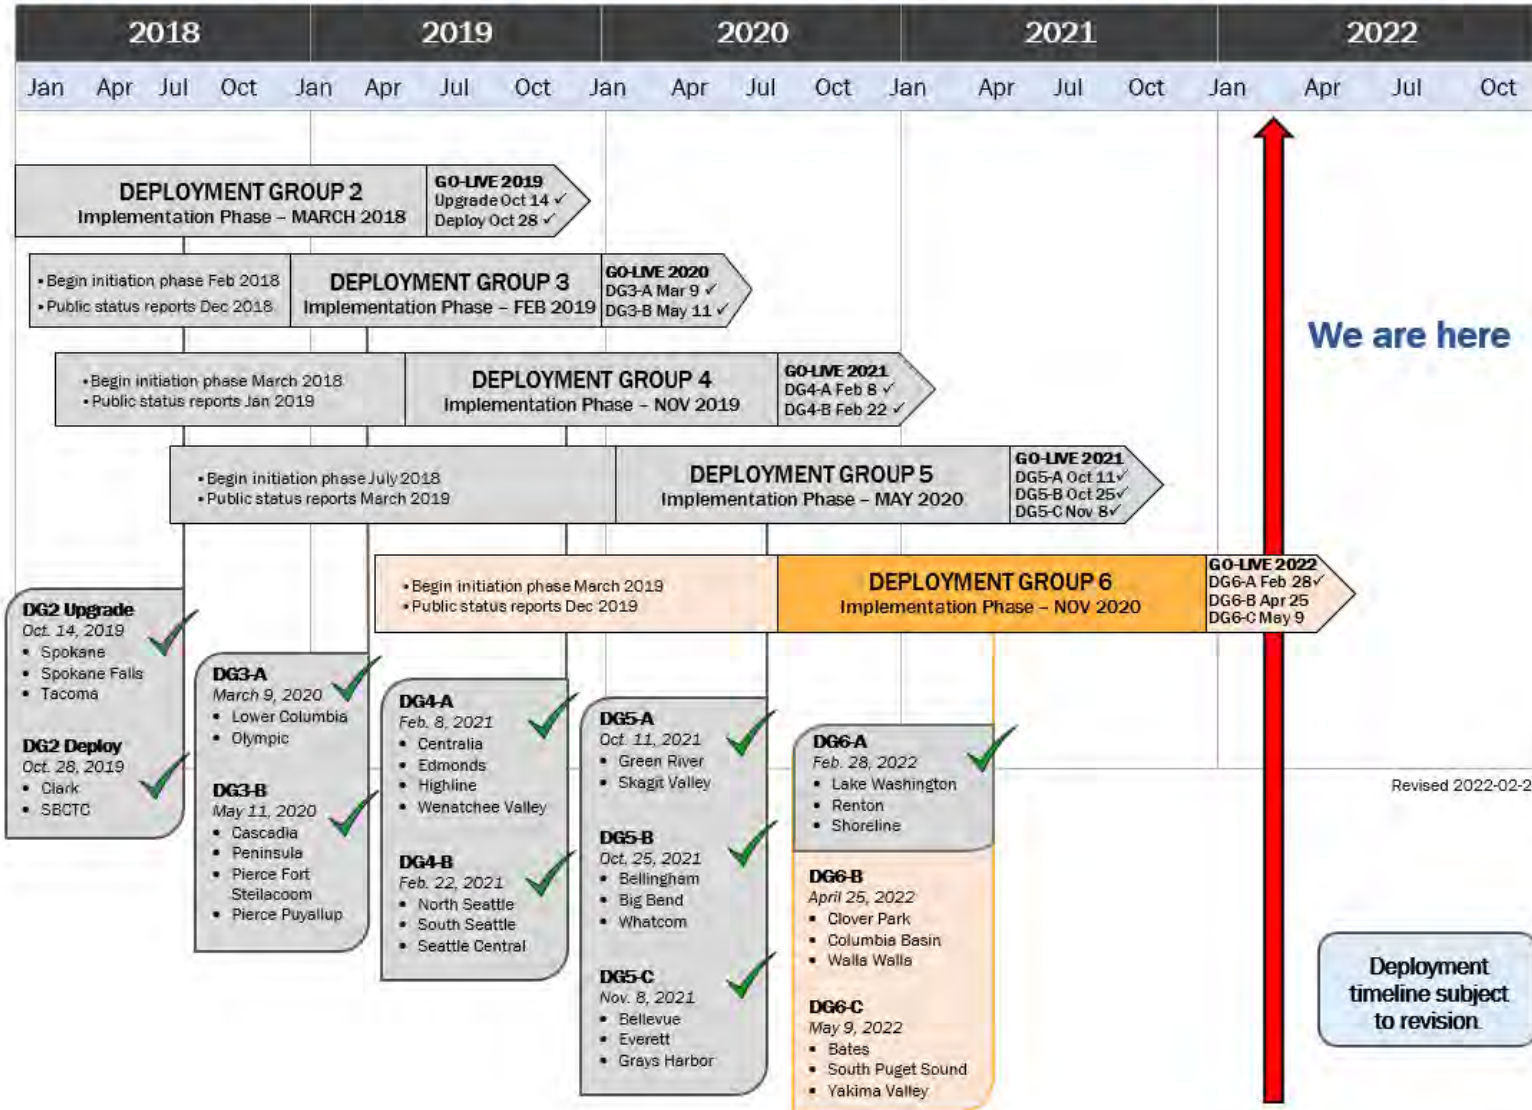 2018 2019 2020 2021 2022
Jan Apr Jul Oct Jan Apr Jul Oct Jan Apr Jul Oct Jan Apr Jul Oct Jan Apr Jul Oct
DEPLOYMENT GROUP 2
Implementation Phase – MARCH 2018
GO-LIVE 2019
Upgrade Oct 14 ✓
Deploy Oct 28 ✓
• Begin initiation phase Feb 2018
• Public status reports Dec 2018
DEPLOYMENT GROUP 3
Implementation Phase – FEB 2019
GO-LIVE 2020
DG3-A Mar 9 ✓
DG3-B May 11 ✓
We are here
• Begin initiation phase March 2018
• Public status reports Jan 2019
DEPLOYMENT GROUP 4
Implementation Phase – NOV 2019
GO-LIVE 2021
DG4-A Feb 8 ✓
DG4-B Feb 22 ✓
• Begin initiation phase July 2018
• Public status reports March 2019
DEPLOYMENT GROUP 5
Implementation Phase – MAY 2020
GO-LIVE 2021
DG5-A Oct 11✓
DG5-B Oct 25✓
DG5-C Nov 8✓
• Begin initiation phase March 2019
• Public status reports Dec 2019
DEPLOYMENT GROUP 6
Implementation Phase – NOV 2020
GO-LIVE 2022
DG6-A Feb 28✓
DG6-B Apr 25
DG6-C May 9
DG2 Upgrade
Oct. 14, 2019
• Spokane
• Spokane Falls
• Tacoma
DG2 Deploy
Oct. 28, 2019
• Clark
• SBCTC
DG3-A
March 9, 2020
• Lower Columbia
• Olympic
DG3-B
May 11, 2020
• Cascadia
• Peninsula
• Pierce Fort
Steilacoom
• Pierce Puyallup
DG4-A
Feb. 8, 2021
• Centralia
• Edmonds
• Highline
• Wenatchee Valley
DG4-B
Feb. 22, 2021
• North Seattle
• South Seattle
• Seattle Central
DG5-A
Oct. 11, 2021
• Green River
• Skagit Valley
DG5-B
Oct. 25, 2021
• Bellingham
• Big Bend
• Whatcom
DG5-C
Nov. 8, 2021
• Bellevue
• Everett
• Grays Harbor
DG6-A
Feb. 28, 2022
• Lake Washington
• Renton
• Shoreline
DG6-B
April 25, 2022
• Clover Park
• Columbia Basin
• Walla Walla
DG6-C
May 9, 2022
• Bates
• South Puget Sound
• Yakima Valley
Revised 2022-02-2
Deployment
timeline subject
to revision